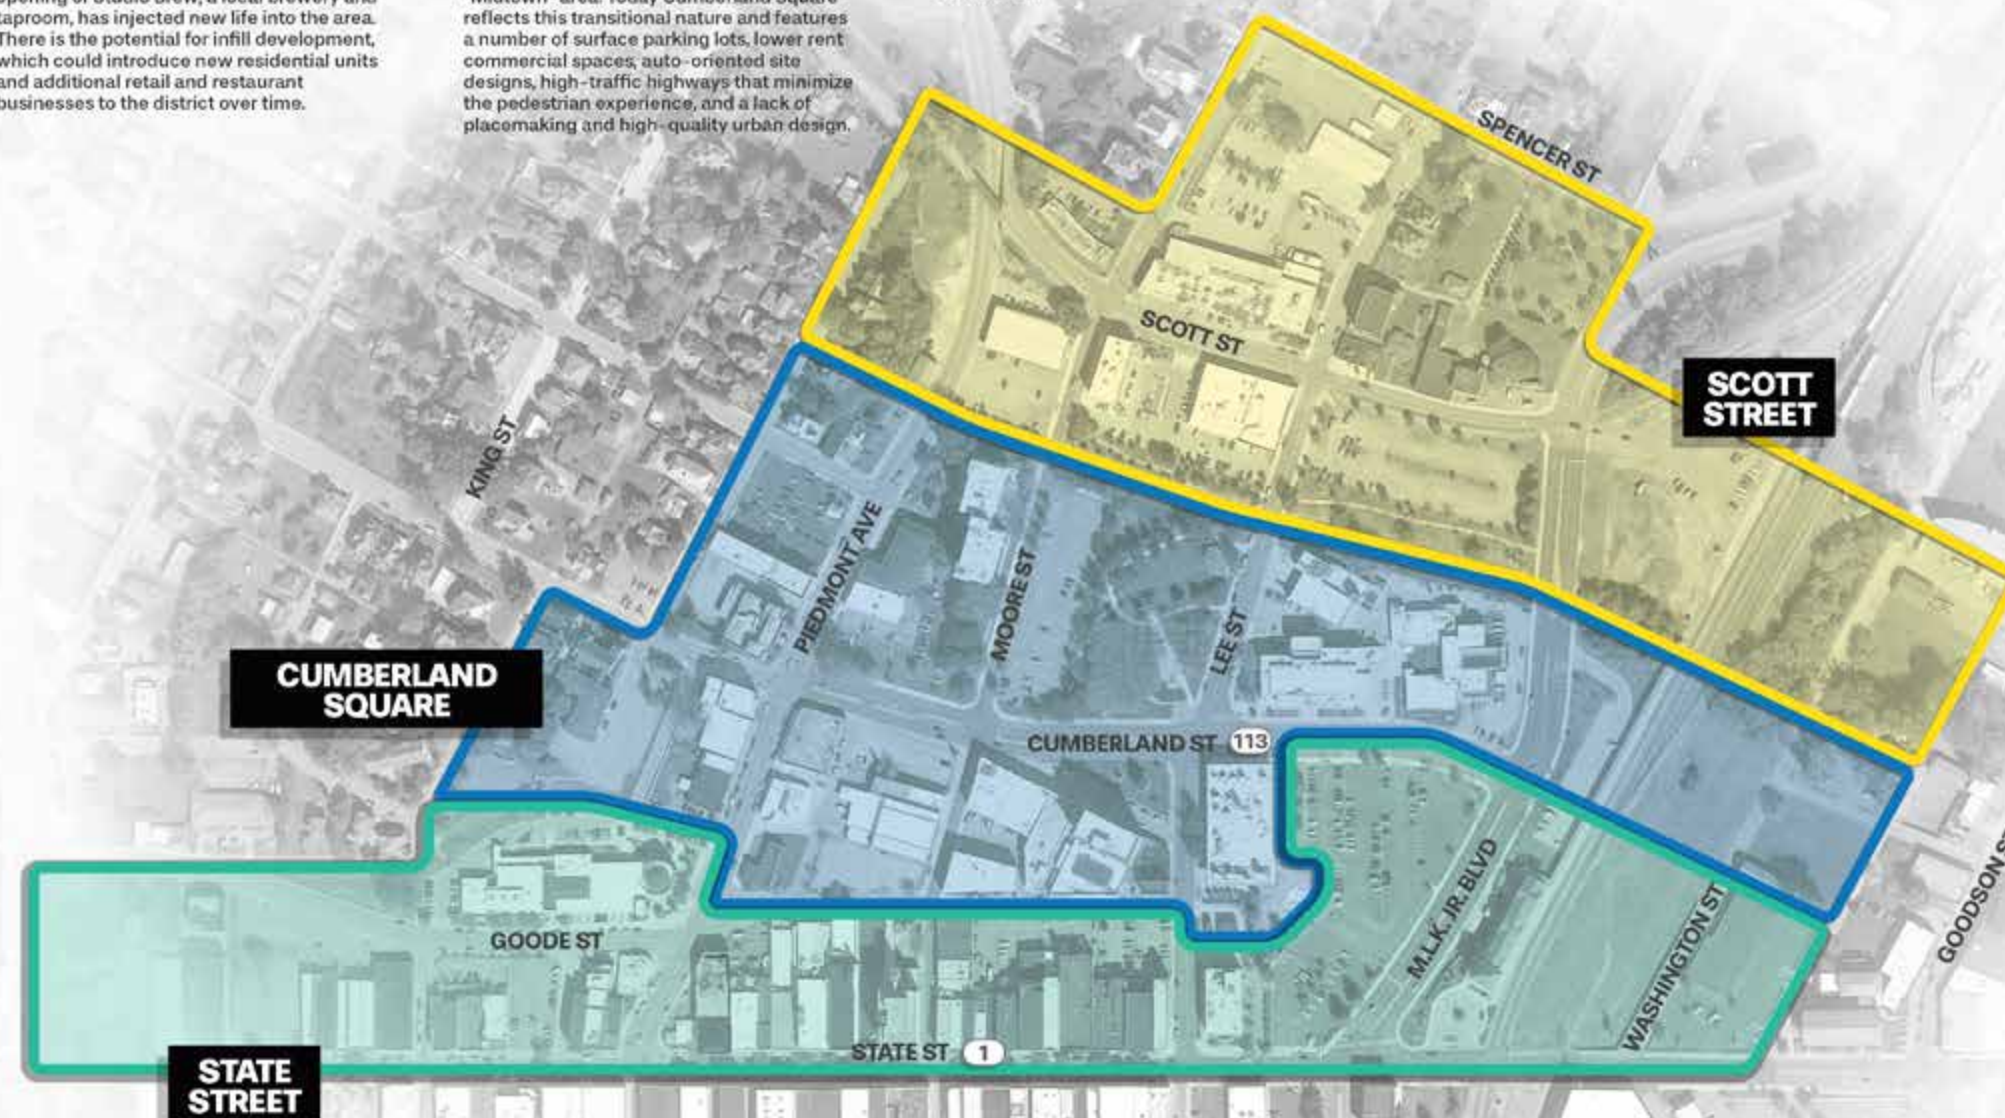 taproom, has injected new life into the area.
There is the potential for infill development,
which could introduce new residential units
and additional retail and restaurant
businesses to the district over time.
reflects this transitional nature and features
a number of surface parking lots, lower rent
commercial spaces, auto-oriented site
designs, high-traffic highways that minimize
the pedestrian experience, and a lack of
placemaking and high-quality urban design.
SPENCER ST
SCOTT ST
SCOTT
STREET
KING ST
PIEDMONT AVE
MOORE ST
LEE ST
CUMBERLAND
SQUARE
CUMBERLAND ST 113
M.L.K. JR. BLVD
WASHINGTON ST
GOODSON S
GOODE ST
STATE ST 1
STATE
STREET